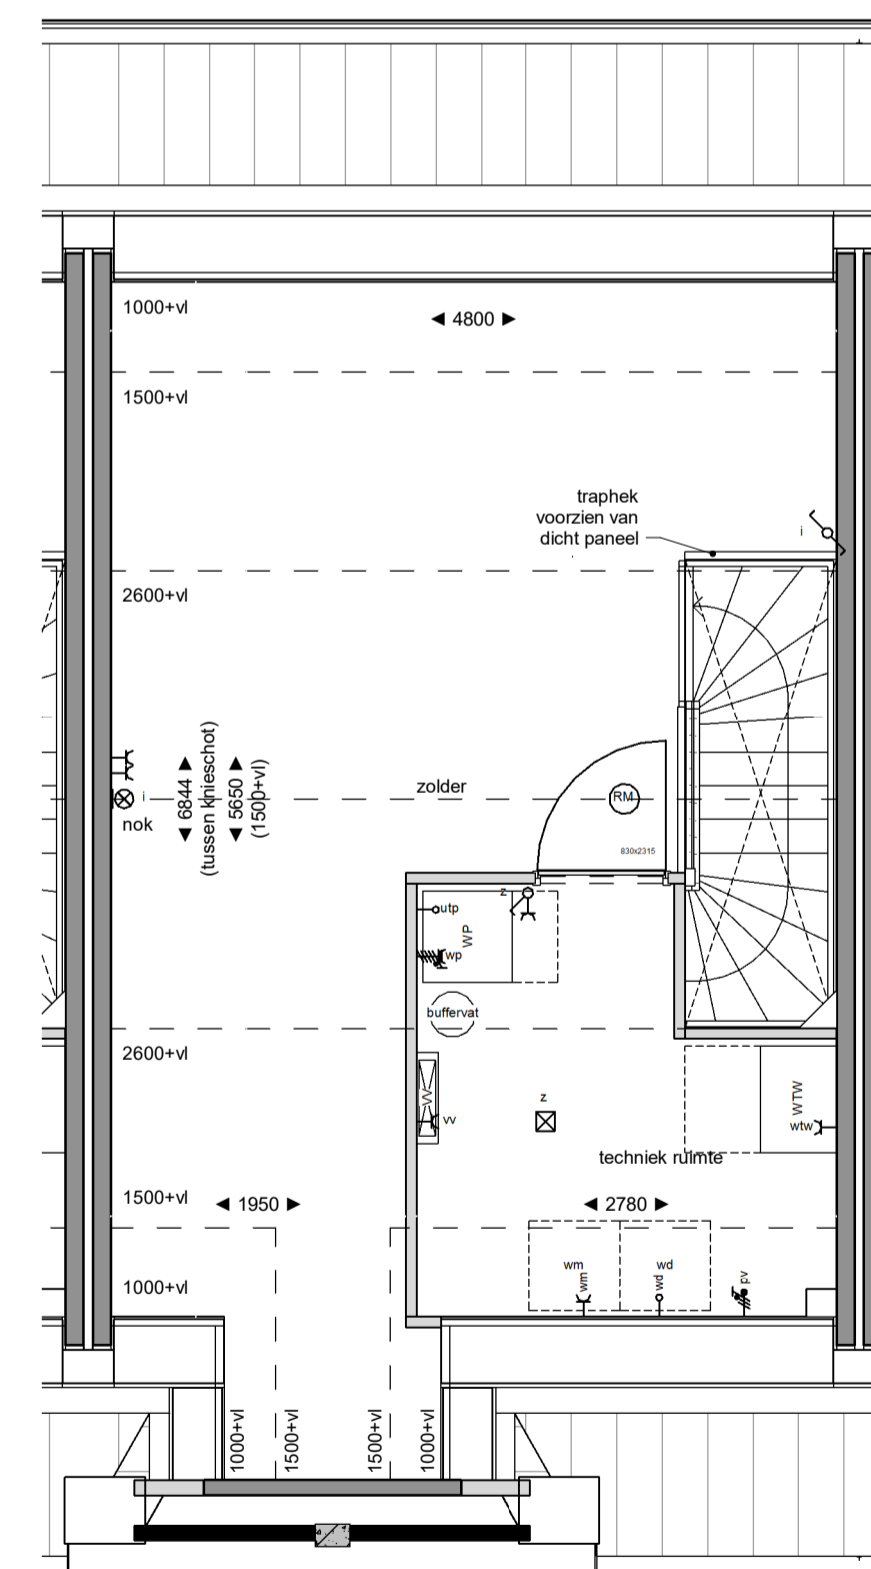 1000+vl
◄ 4800 ►
1500+vl
traphek
voorzien van
dicht paneel
i
2600+vl
◄ 6844 ►
(tussen knieschot)
◄ 5650 ►
(1500+vl)
zolder
i
nok
RM
830x2315
z
utp
WP
wp
buffervat
2600+vl
VV
vv
z
WTW
wtw
techniek ruimte
1500+vl
◄ 1950 ►
◄ 2780 ►
1000+vl
wm
wm
wd
wd
pv
1000+vl
1500+vl
1500+vl
1000+vl